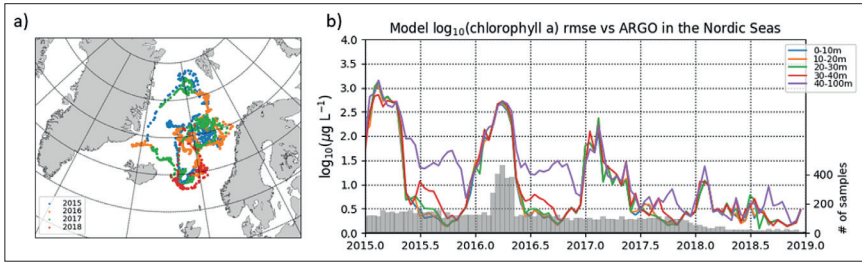 a)
2015
2016
2017
2018
b)
Model log10(chlorophyll a) rmse vs ARGO in the Nordic Seas
log10(µg L−1)
4.0
3.5
3.0
2.5
2.0
1.5
1.0
0.5
0.0
2015.0 2015.5 2016.0 2016.5 2017.0 2017.5 2018.0 2018.5 2019.0
0-10m
10-20m
20-30m
30-40m
40-100m
400
200
0
# of samples